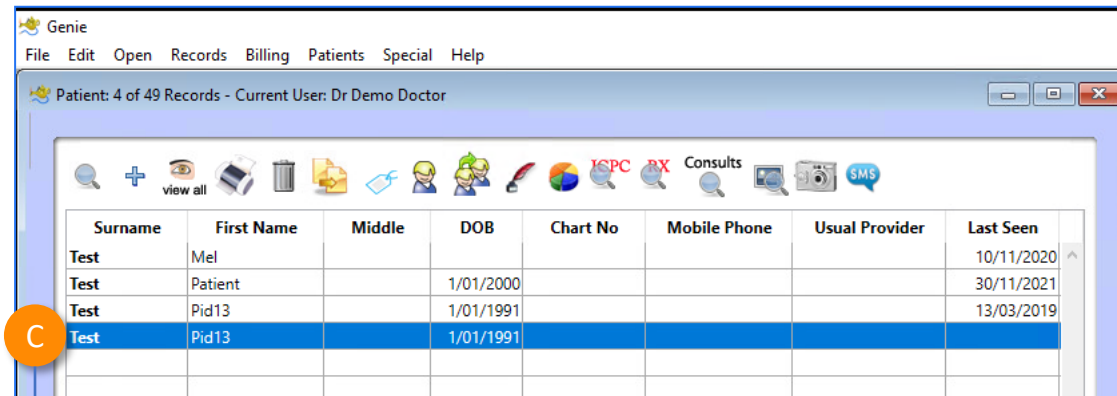 Genie
File Edit Open Records Billing Patients Special Help
Patient: 4 of 49 Records - Current User: Dr Demo Doctor
view all ICPC RX Consults SMS
Surname First Name Middle DOB Chart No Mobile Phone Usual Provider Last Seen
Test Mel 10/11/2020
Test Patient 1/01/2000 30/11/2021
Test Pid13 1/01/1991 13/03/2019
C Test Pid13 1/01/1991